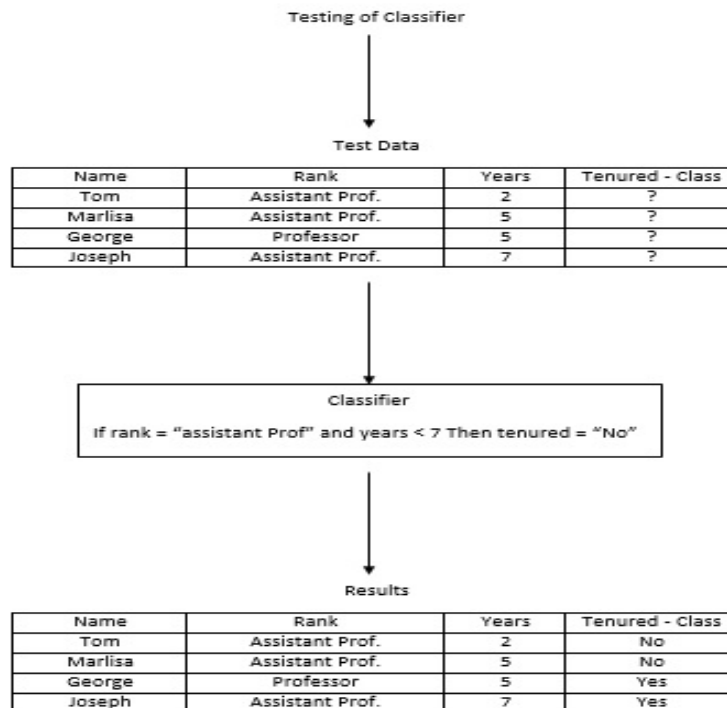 Testing of Classifier
Test Data
Name Rank Years Tenured - Class
Tom Assistant Prof. 2 ?
Marlisa Assistant Prof. 5 ?
George Professor 5 ?
Joseph Assistant Prof. 7 ?
Classifier
If rank = “assistant Prof” and years < 7 Then tenured = “No”
Results
Name Rank Years Tenured - Class
Tom Assistant Prof. 2 No
Marlisa Assistant Prof. 5 No
George Professor 5 Yes
Joseph Assistant Prof. 7 Yes